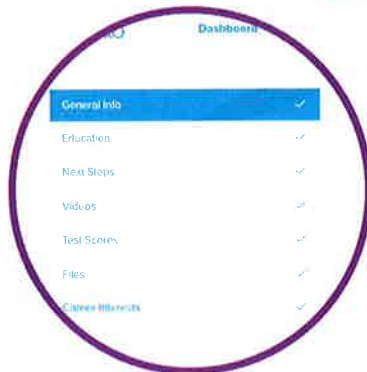 Dashboard
General Info
Education
Next Steps
Videos
Test Scores
Files
Career Interests